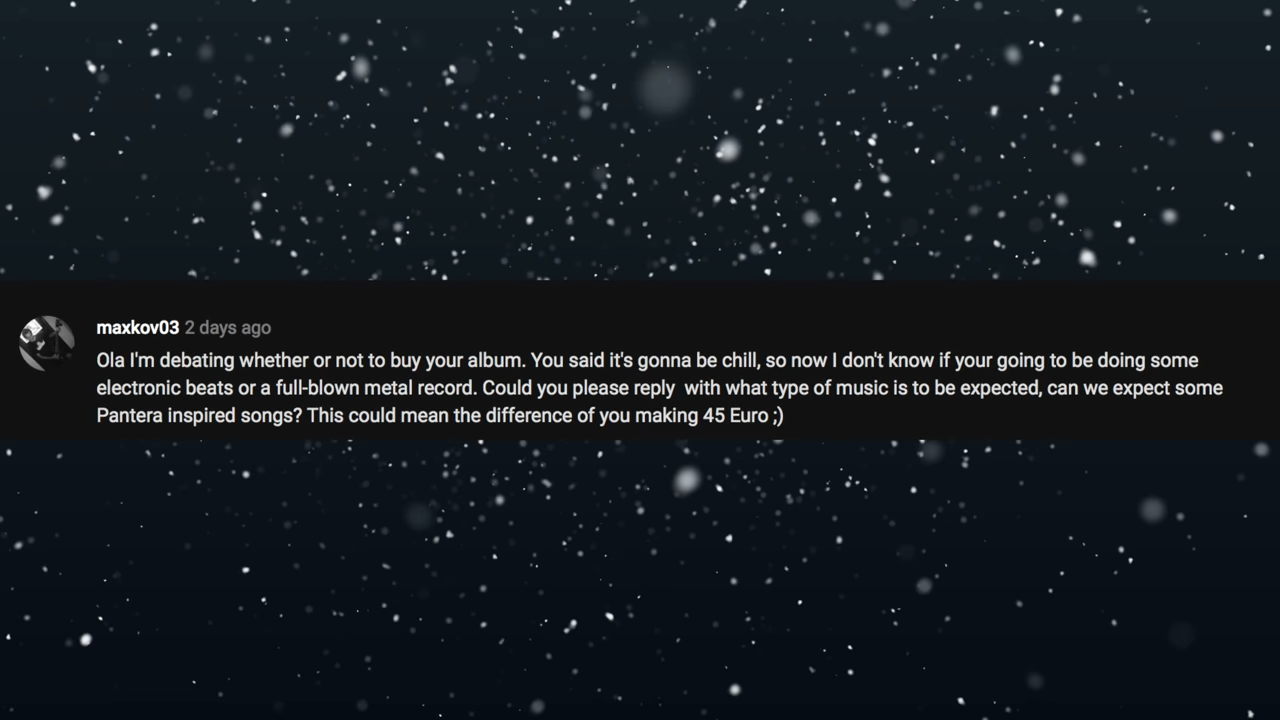 maxkov03 2 days ago
Ola I'm debating whether or not to buy your album. You said it's gonna be chill, so now I don't know if your going to be doing some
electronic beats or a full-blown metal record. Could you please reply  with what type of music is to be expected, can we expect some
Pantera inspired songs? This could mean the difference of you making 45 Euro ;)